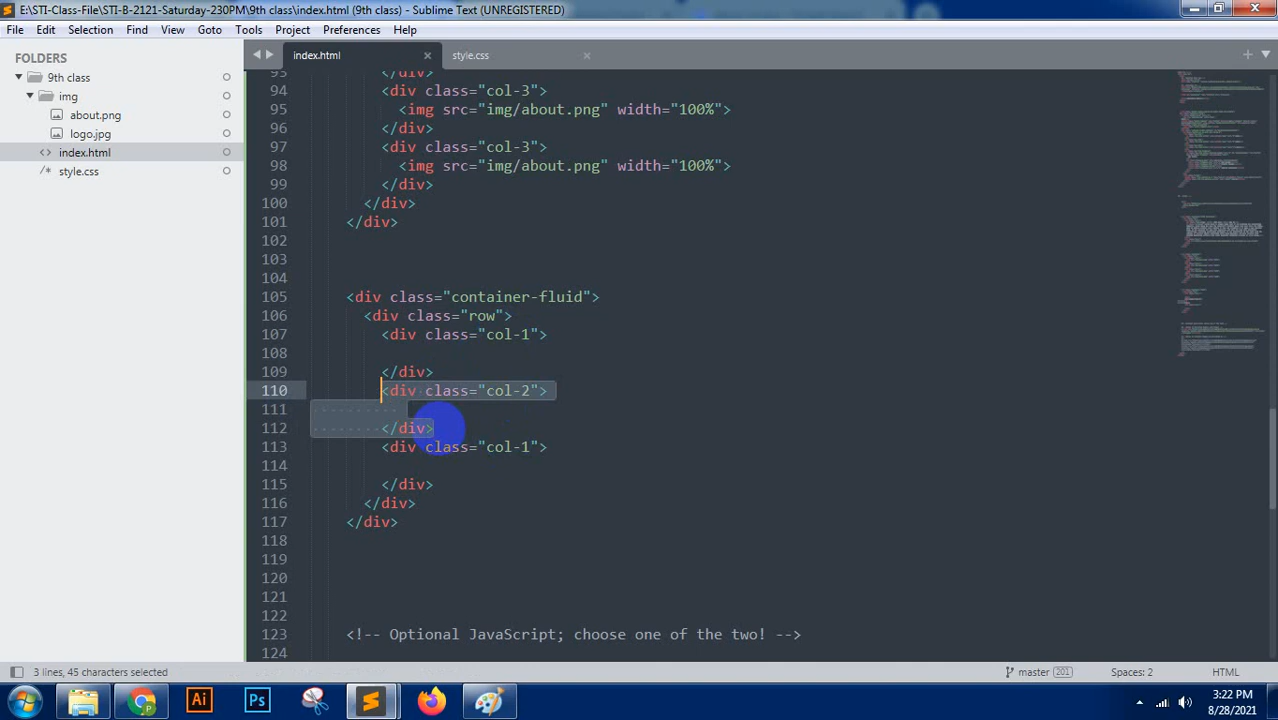 E:\STI-Class-File\STI-B-2121-Saturday-230PM\9th class\index.html (9th class) - Sublime Text (UNREGISTERED)
File Edit Selection Find View Goto Tools Project Preferences Help
FOLDERS
9th class
img
about.png
logo.jpg
<> index.html
/* style.css
index.html × style.css ×
93 </div>
94 <div class="col-3">
95 <img src="img/about.png" width="100%">
96 </div>
97 <div class="col-3">
98 <img src="img/about.png" width="100%">
99 </div>
100 </div>
101 </div>
102
103
104
105 <div class="container-fluid">
106 <div class="row">
107 <div class="col-1">
108
109 </div>
110 <div class="col-2">
111
112 </div>
113 <div class="col-1">
114
115 </div>
116 </div>
117 </div>
118
119
120
121
122
123 <!-- Optional JavaScript; choose one of the two! -->
124
3 lines, 45 characters selected master 201 Spaces: 2 HTML
Ai Ps 3:22 PM
8/28/2021